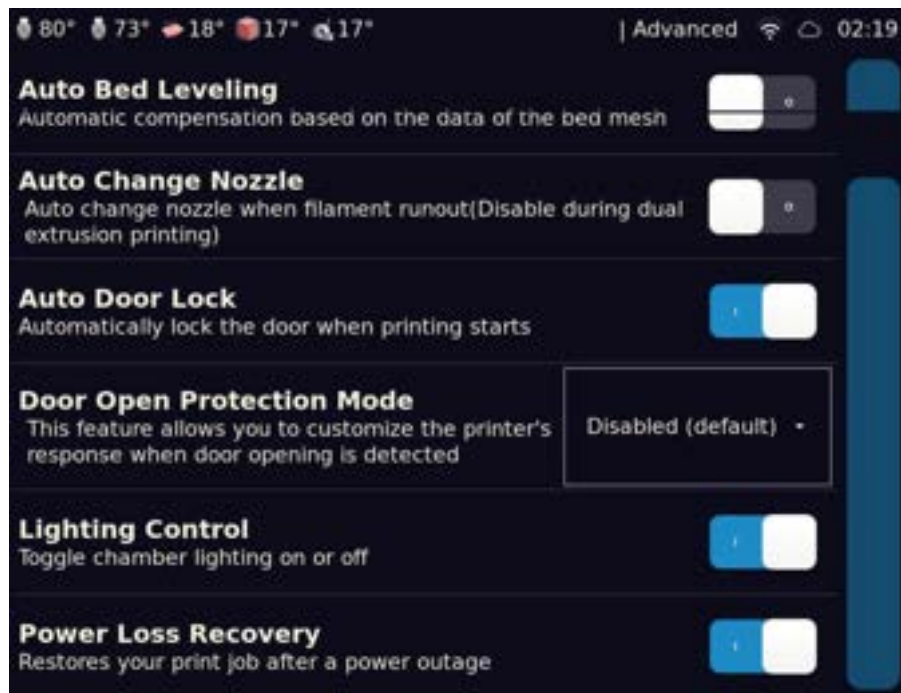 80° 73° 18° 17° 17° | Advanced 02:19
Auto Bed Leveling
Automatic compensation based on the data of the bed mesh
Auto Change Nozzle
Auto change nozzle when filament runout(Disable during dual
extrusion printing)
Auto Door Lock
Automatically lock the door when printing starts
Door Open Protection Mode
This feature allows you to customize the printer's
response when door opening is detected
Disabled (default)
Lighting Control
Toggle chamber lighting on or off
Power Loss Recovery
Restores your print job after a power outage